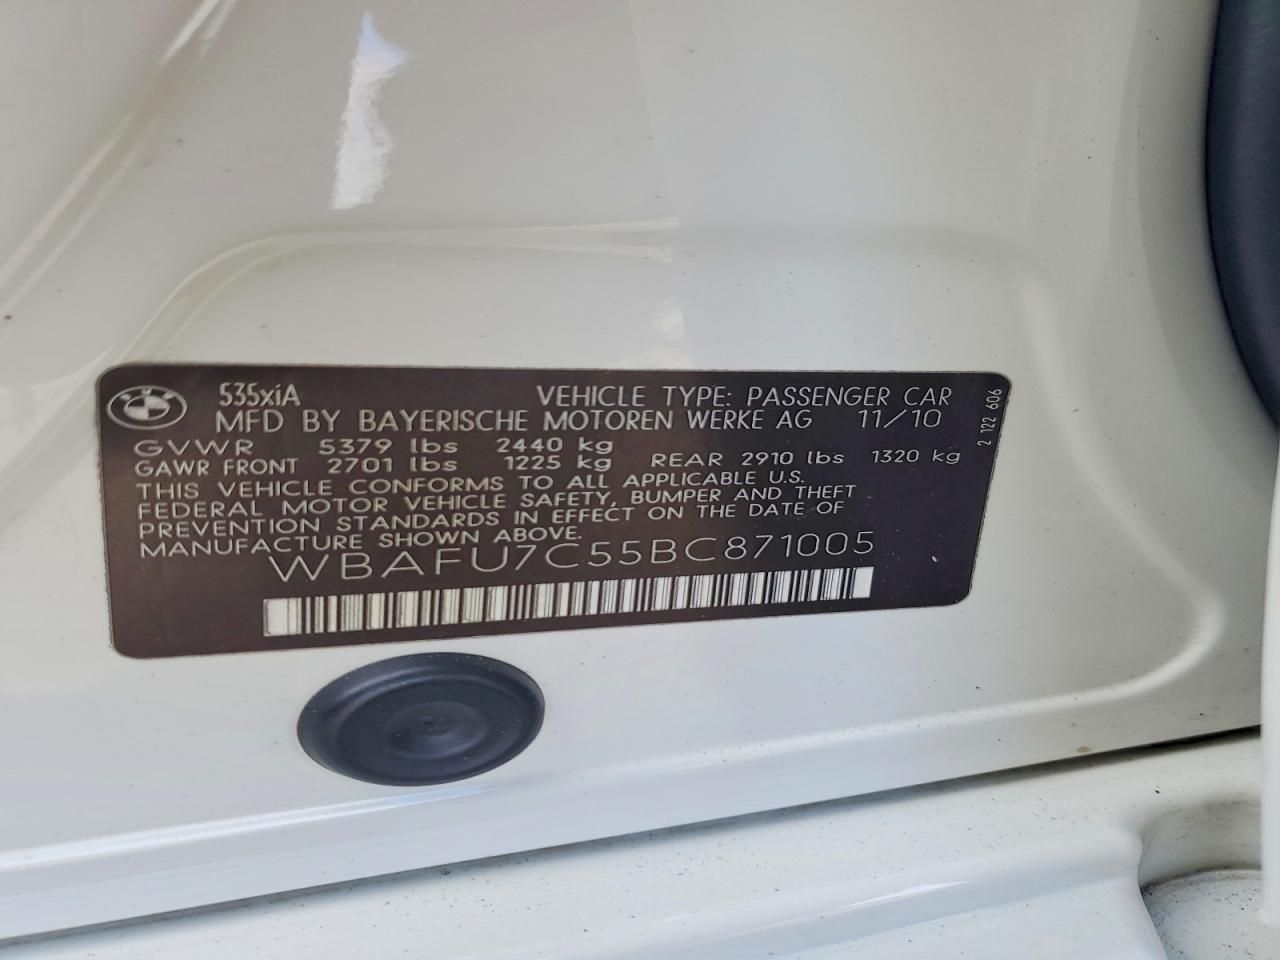 535xiA VEHICLE TYPE: PASSENGER CAR
MFD BY BAYERISCHE MOTOREN WERKE AG 11/10
GVWR 5379 lbs 2440 kg
GAWR FRONT 2701 lbs 1225 kg REAR 2910 lbs 1320 kg
THIS VEHICLE CONFORMS TO ALL APPLICABLE U.S.
FEDERAL MOTOR VEHICLE SAFETY, BUMPER AND THEFT
PREVENTION STANDARDS IN EFFECT ON THE DATE OF
MANUFACTURE SHOWN ABOVE.
WBAFU7C55BC871005
2 122 606